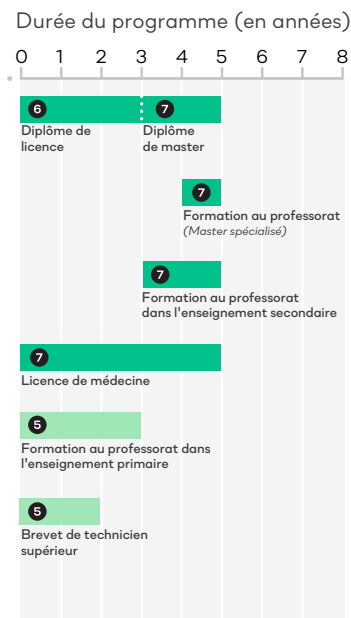 Durée du programme (en années)
0 1 2 3 4 5 6 7 8
6 7
Diplôme de licence
Diplôme de master
7
Formation au professorat
(Master spécialisé)
7
Formation au professorat
dans l'enseignement secondaire
7
Licence de médecine
5
Formation au professorat dans
l'enseignement primaire
5
Brevet de technicien
supérieur